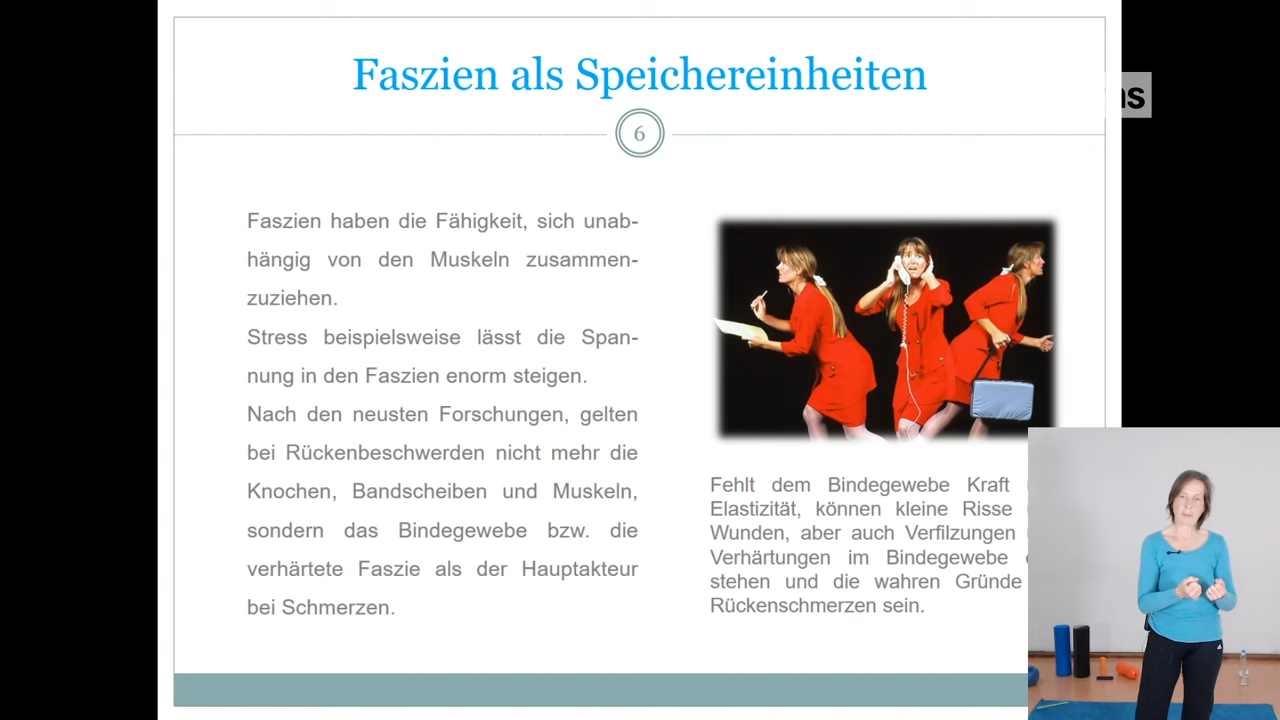 Faszien als Speichereinheiten
6
Faszien haben die Fähigkeit, sich unab-
hängig von den Muskeln zusammen-
zuziehen.
Stress beispielsweise lässt die Span-
nung in den Faszien enorm steigen.
Nach den neusten Forschungen, gelten
bei Rückenbeschwerden nicht mehr die
Knochen, Bandscheiben und Muskeln,
sondern das Bindegewebe bzw. die
verhärtete Faszie als der Hauptakteur
bei Schmerzen.
Fehlt dem Bindegewebe Kraft
Elastizität, können kleine Risse
Wunden, aber auch Verfilzungen
Verhärtungen im Bindegewebe
stehen und die wahren Gründe
Rückenschmerzen sein.